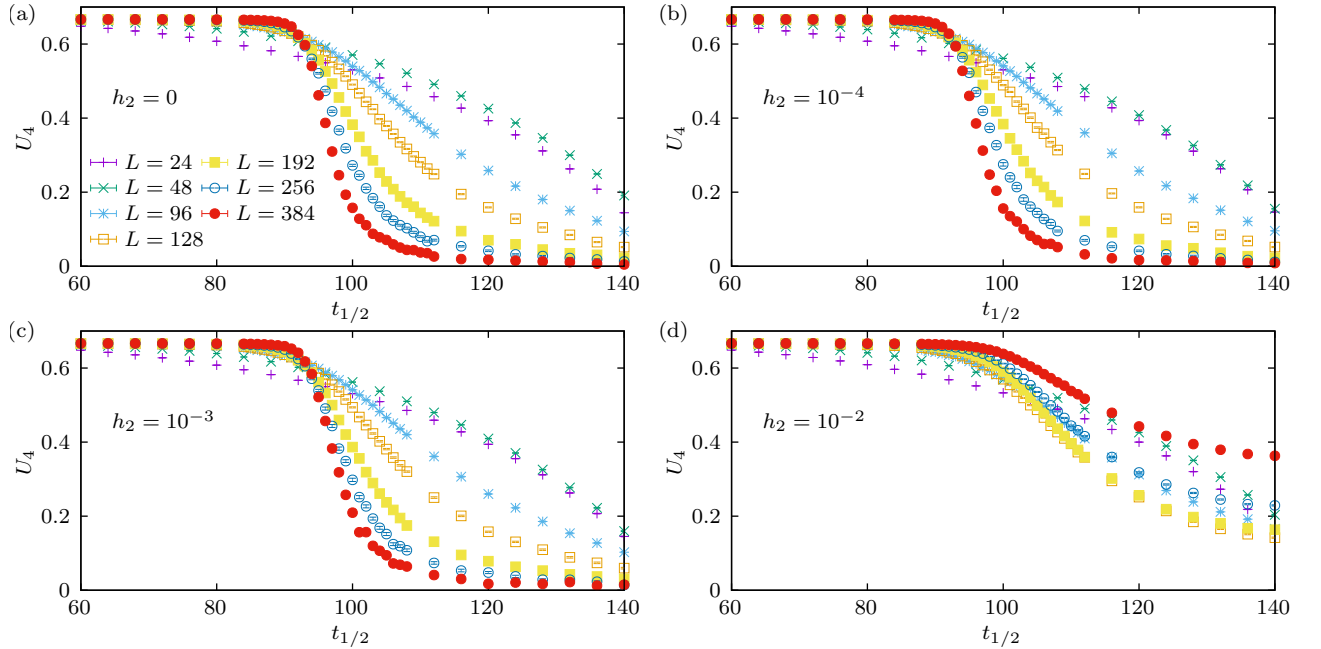 (a)
0.6
0.4
0.2
0
U₄
h₂ = 0
L = 24
L = 48
L = 96
L = 128
L = 192
L = 256
L = 384
60 80 100 120 140
t₁/₂
(b)
0.6
0.4
0.2
0
U₄
h₂ = 10⁻⁴
60 80 100 120 140
t₁/₂
(c)
0.6
0.4
0.2
0
U₄
h₂ = 10⁻³
60 80 100 120 140
t₁/₂
(d)
0.6
0.4
0.2
0
U₄
h₂ = 10⁻²
60 80 100 120 140
t₁/₂